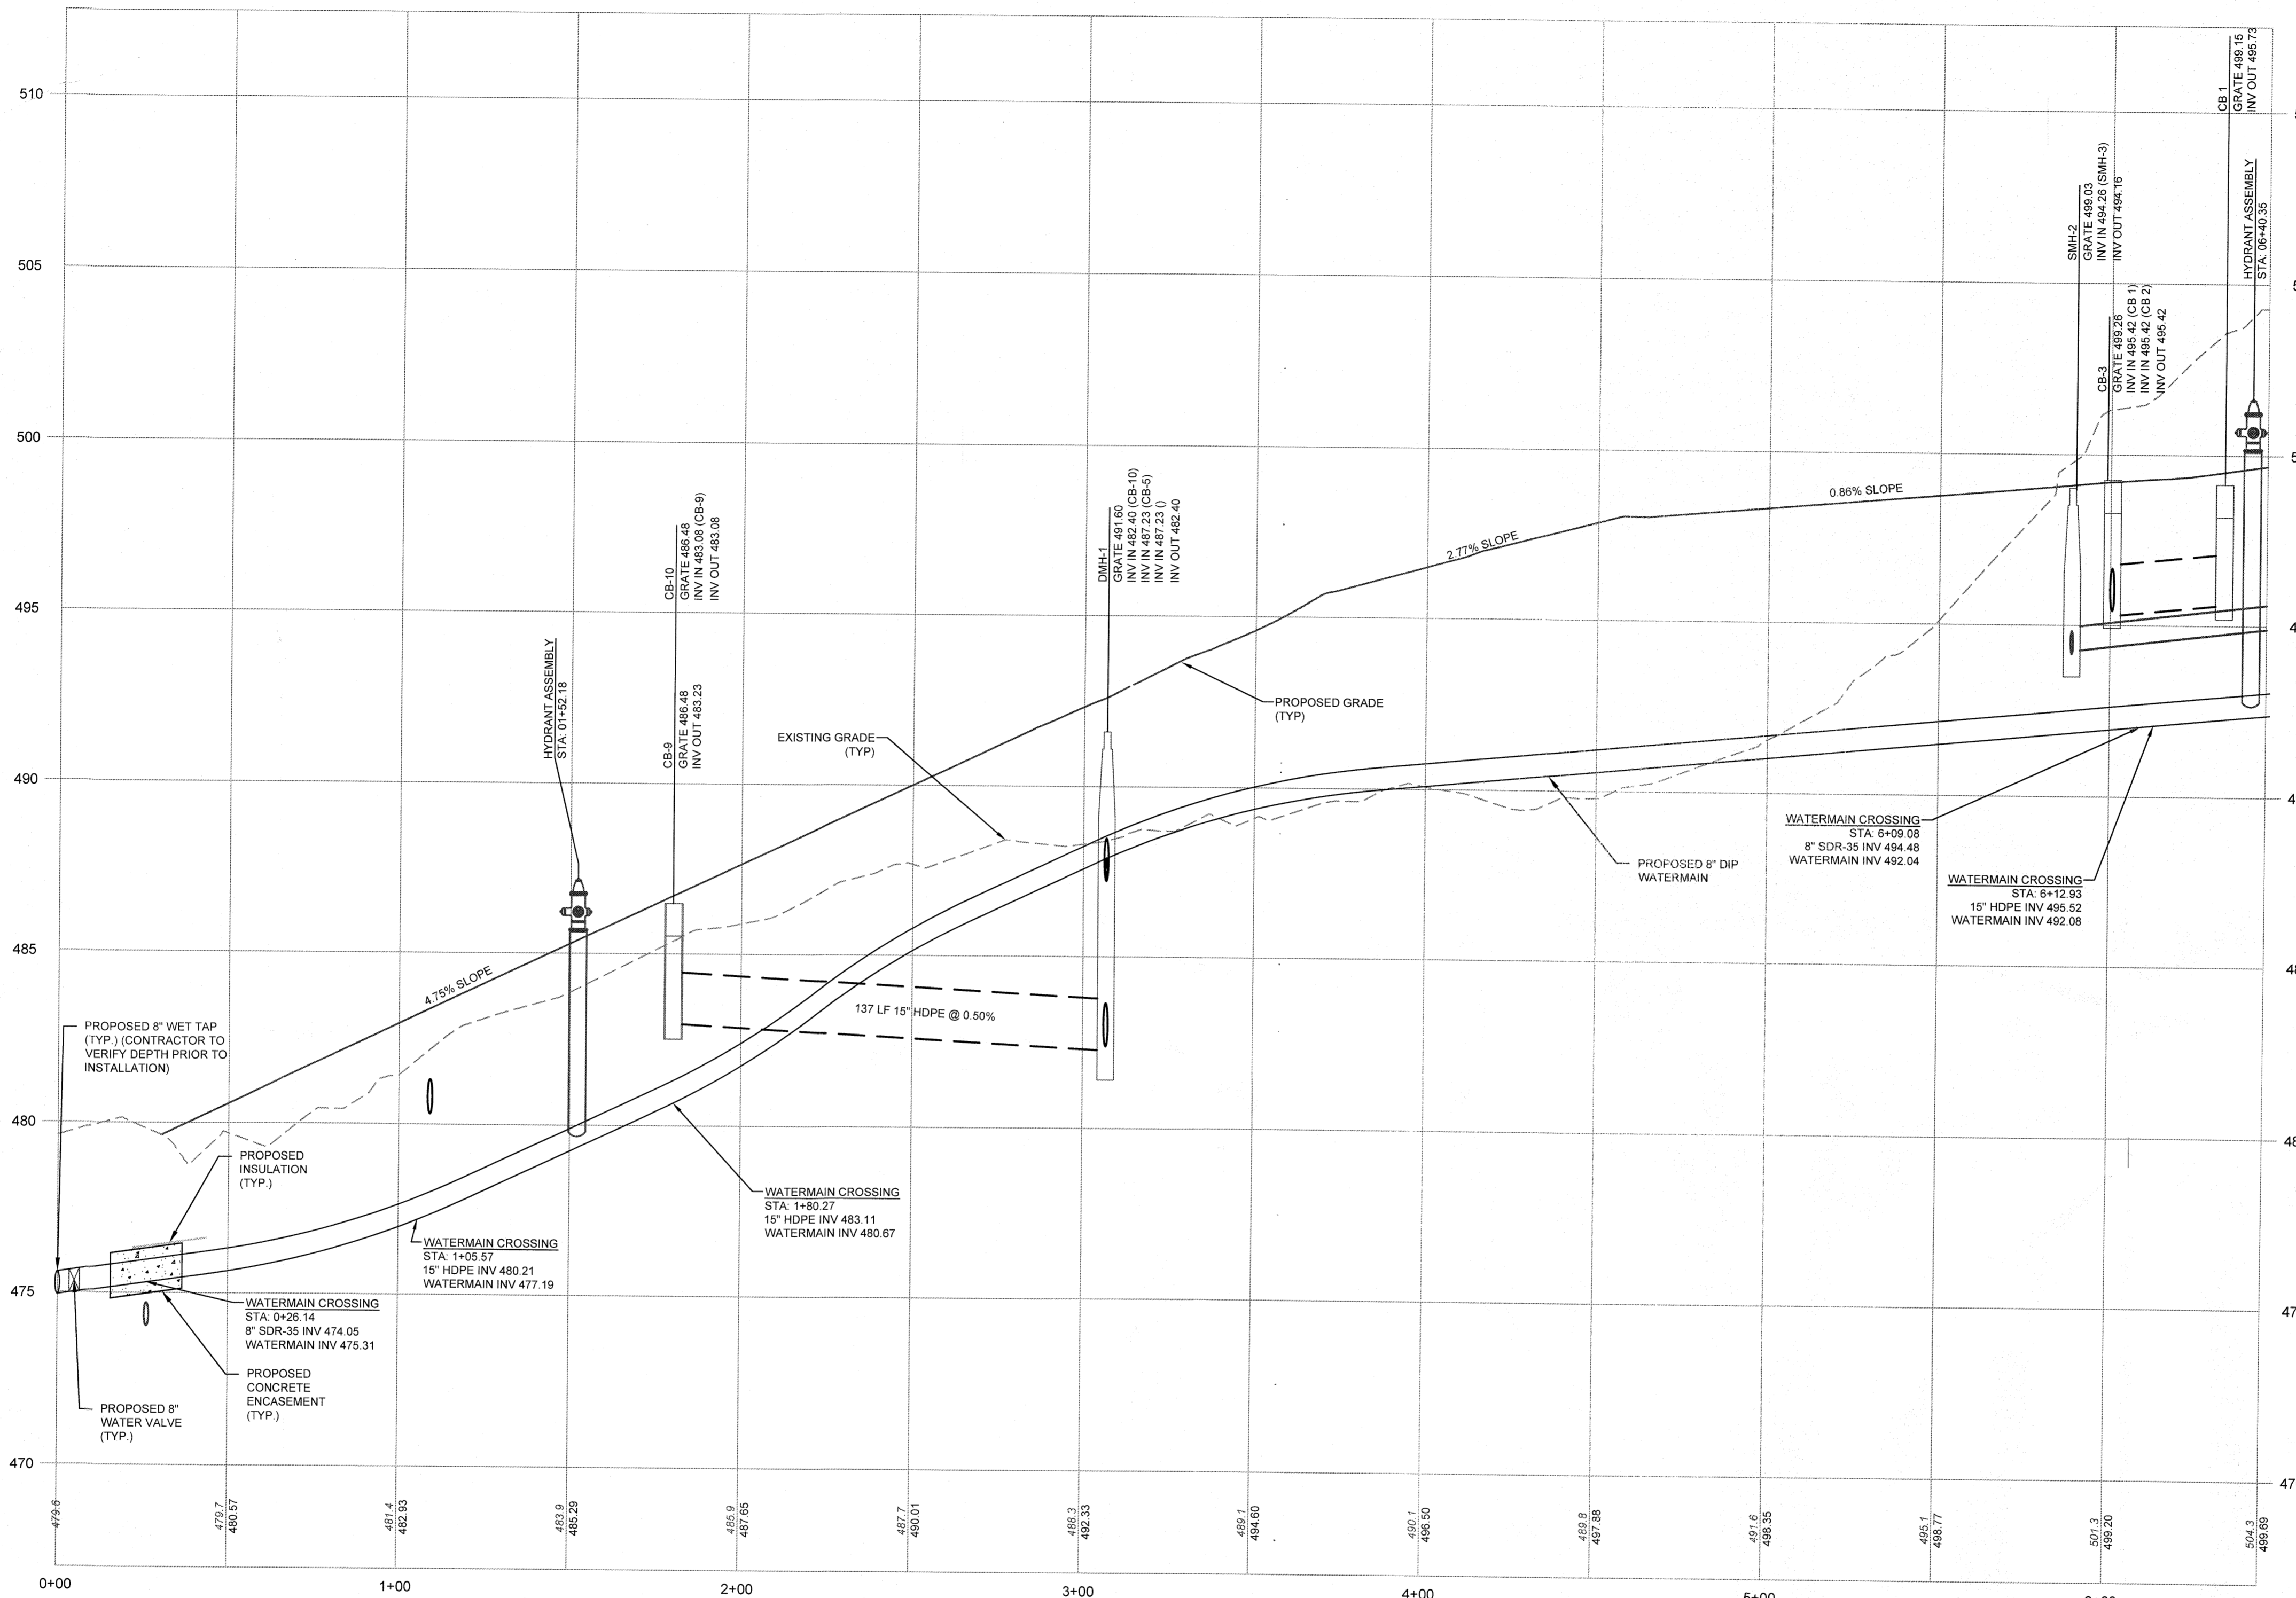 510
505
500
495
490
485
480
475
470
CB 1
GRATE 499.15
INV OUT 495.73
HYDRANT ASSEMBLY
STA: 06+40.35
SMH-2
GRATE 499.03
INV IN 494.26 (SMH-3)
INV OUT 494.16
CB-3
GRATE 499.26
INV IN 495.42 (CB 1)
INV IN 495.42 (CB 2)
INV OUT 495.42
DMH-1
GRATE 491.60
INV IN 482.40 (CB-10)
INV IN 487.23 (CB-5)
INV IN 487.23 ()
INV OUT 482.40
CB-10
GRATE 486.48
INV IN 483.08 (CB-9)
INV OUT 483.08
CB-9
GRATE 486.48
INV OUT 483.23
HYDRANT ASSEMBLY
STA: 01+52.18
0.86% SLOPE
2.77% SLOPE
4.75% SLOPE
PROPOSED GRADE
(TYP)
EXISTING GRADE
(TYP)
PROPOSED 8" DIP
WATERMAIN
WATERMAIN CROSSING
STA: 6+09.08
8" SDR-35 INV 494.48
WATERMAIN INV 492.04
WATERMAIN CROSSING
STA: 6+12.93
15" HDPE INV 495.52
WATERMAIN INV 492.08
137 LF 15" HDPE @ 0.50%
PROPOSED 8" WET TAP
(TYP.) (CONTRACTOR TO
VERIFY DEPTH PRIOR TO
INSTALLATION)
PROPOSED
INSULATION
(TYP.)
WATERMAIN CROSSING
STA: 1+80.27
15" HDPE INV 483.11
WATERMAIN INV 480.67
WATERMAIN CROSSING
STA: 1+05.57
15" HDPE INV 480.21
WATERMAIN INV 477.19
WATERMAIN CROSSING
STA: 0+26.14
8" SDR-35 INV 474.05
WATERMAIN INV 475.31
PROPOSED
CONCRETE
ENCASEMENT
(TYP.)
PROPOSED 8"
WATER VALVE
(TYP.)
479.6
479.7
480.57
481.4
482.93
483.9
485.29
485.9
487.65
487.7
490.01
488.3
492.33
489.1
494.60
490.1
496.50
489.8
497.88
491.6
498.35
495.1
498.77
501.3
499.20
504.3
499.69
0+00
1+00
2+00
3+00
4+00